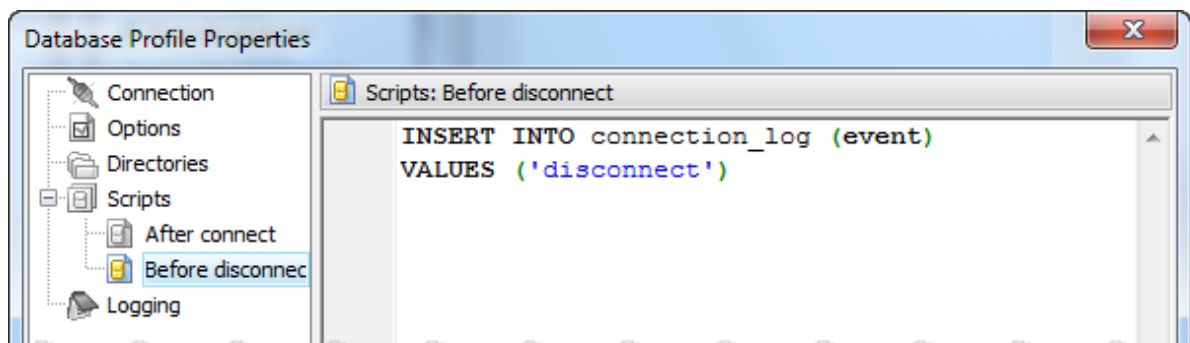 Database Profile Properties
Connection
Options
Directories
Scripts
After connect
Before disconnec
Logging
Scripts: Before disconnect
INSERT INTO connection_log (event)
VALUES ('disconnect')